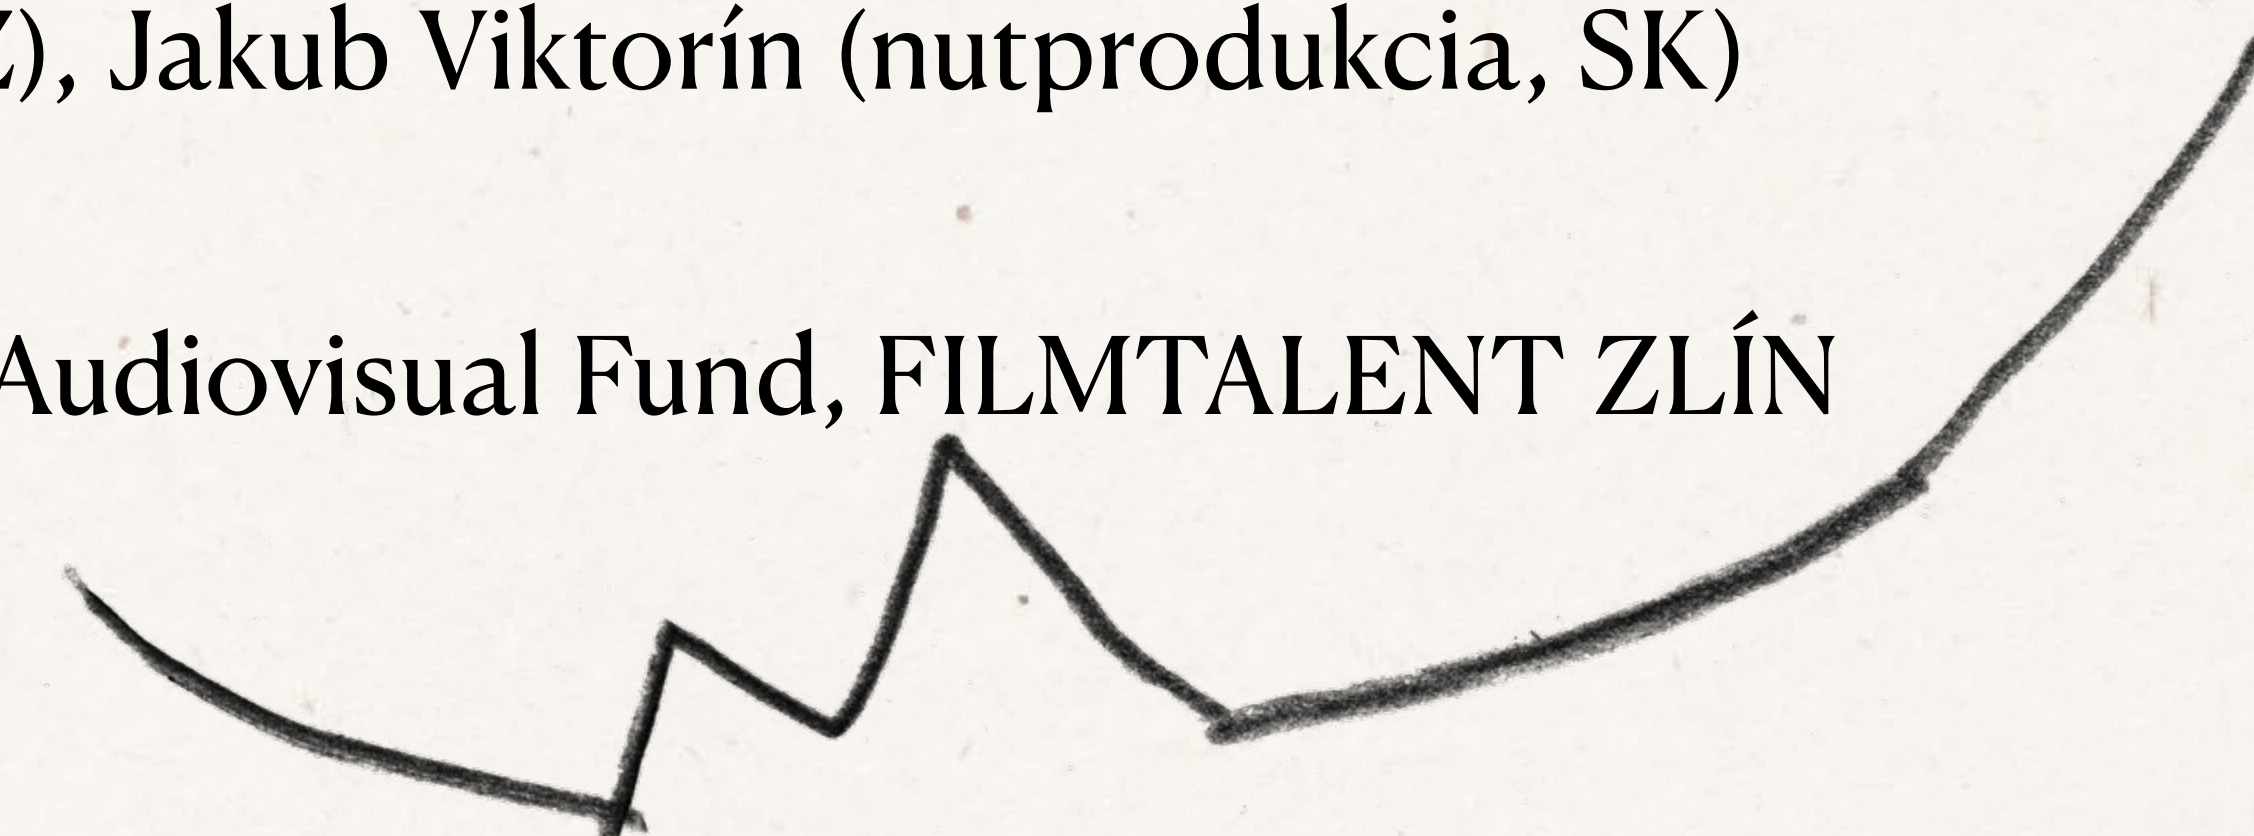 ), Jakub Viktorín (nutprodukcia, SK)
Audiovisual Fund, FILMTALENT ZLÍN